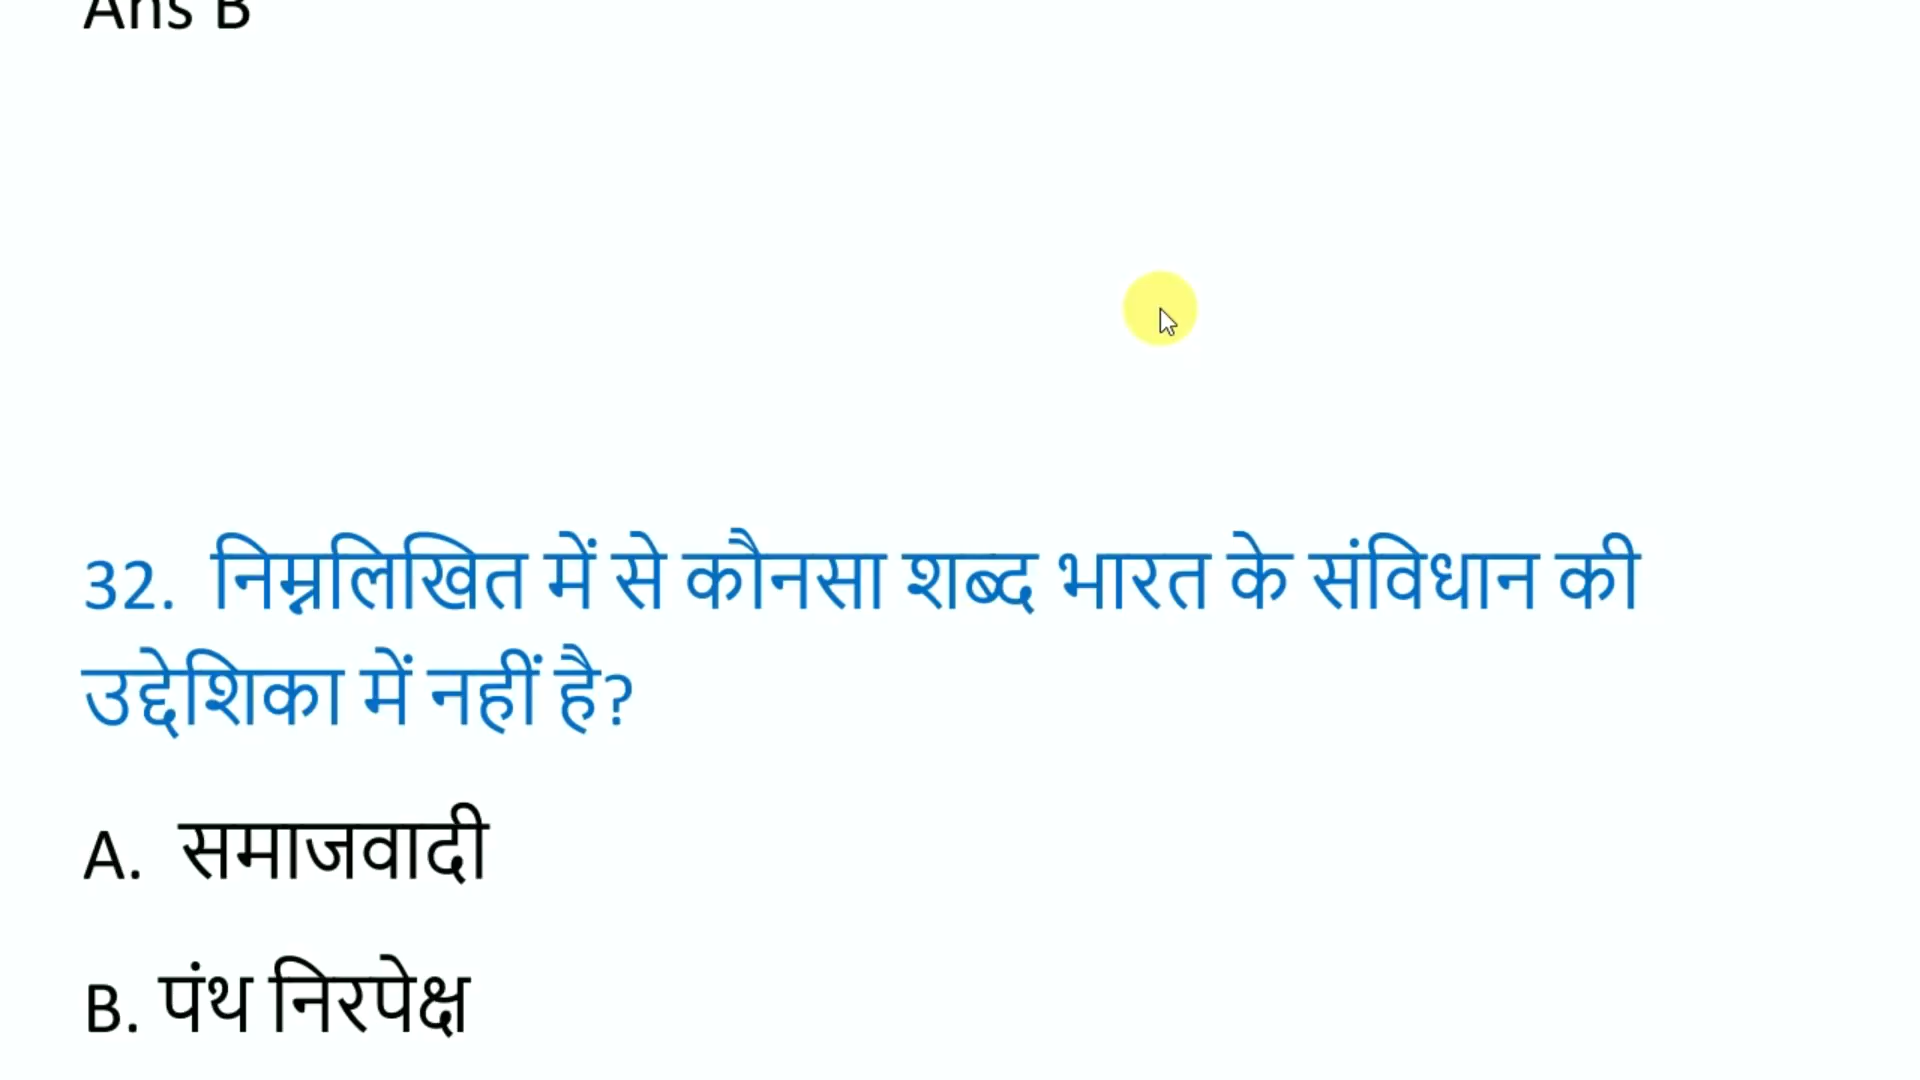 Ans B
32. निम्नलिखित में से कौनसा शब्द भारत के संविधान की
उद्देशिका में नहीं है?
A. समाजवादी
B. पंथ निरपेक्ष